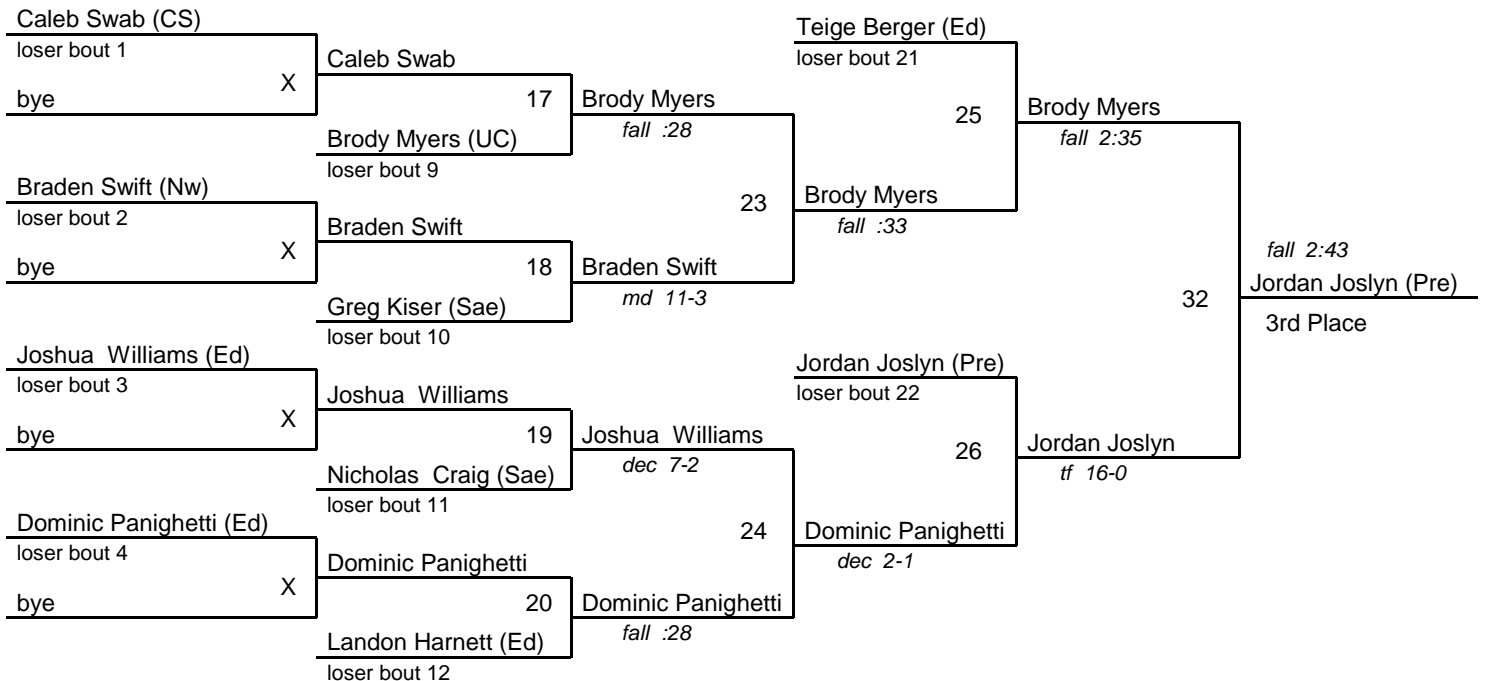 Caleb Swab (CS)
loser bout 1
X
bye
Caleb Swab
17
Brody Myers (UC)
loser bout 9
Brody Myers
fall :28
Braden Swift (Nw)
loser bout 2
X
bye
Braden Swift
18
Greg Kiser (Sae)
loser bout 10
Braden Swift
md 11-3
23
Brody Myers
fall :33
Teige Berger (Ed)
loser bout 21
25
Brody Myers
fall 2:35
Joshua Williams (Ed)
loser bout 3
X
bye
Joshua Williams
19
Nicholas Craig (Sae)
loser bout 11
Joshua Williams
dec 7-2
Dominic Panighetti (Ed)
loser bout 4
X
bye
Dominic Panighetti
20
Landon Harnett (Ed)
loser bout 12
Dominic Panighetti
fall :28
24
Dominic Panighetti
dec 2-1
Jordan Joslyn (Pre)
loser bout 22
26
Jordan Joslyn
tf 16-0
32
fall 2:43
Jordan Joslyn (Pre)
3rd Place